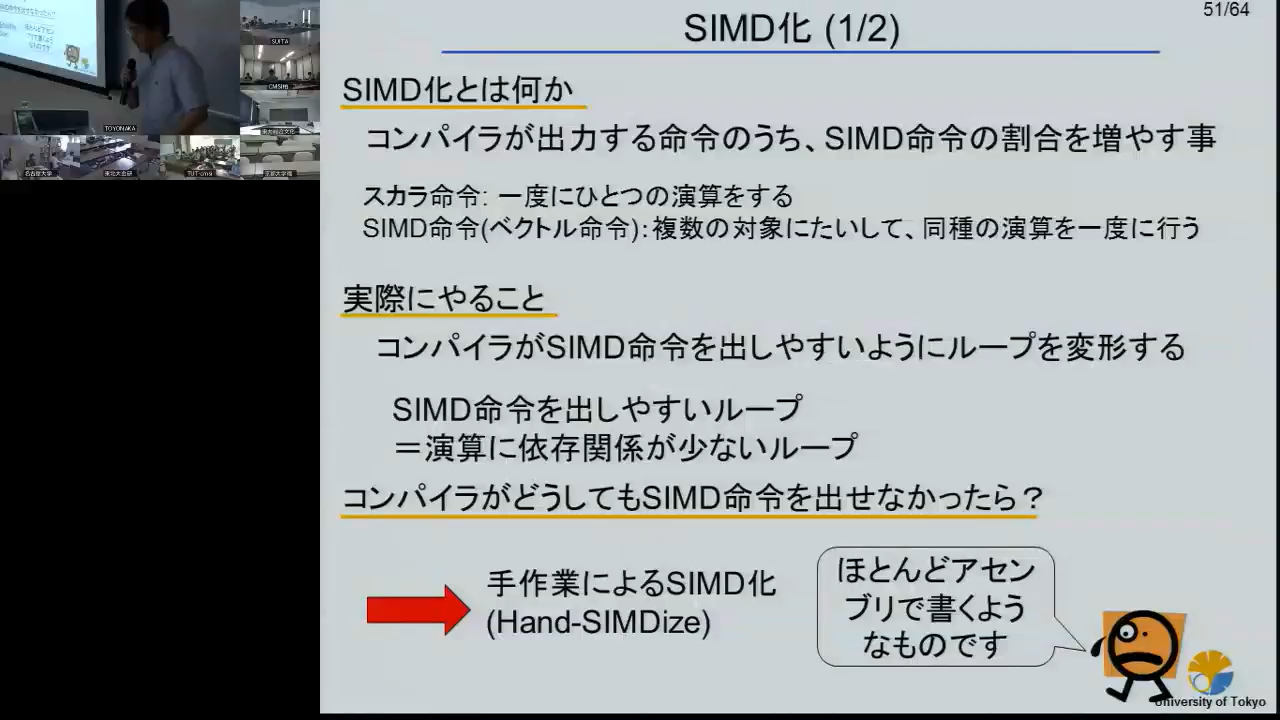 51/64
SIMD化 (1/2)
SIMD化とは何か
コンパイラが出力する命令のうち、SIMD命令の割合を増やす事
スカラ命令: 一度にひとつの演算をする
SIMD命令(ベクトル命令):複数の対象にたいして、同種の演算を一度に行う
実際にやること
コンパイラがSIMD命令を出しやすいようにループを変形する
SIMD命令を出しやすいループ
＝演算に依存関係が少ないループ
コンパイラがどうしてもSIMD命令を出せなかったら？
手作業によるSIMD化
(Hand-SIMDize)
ほとんどアセン
ブリで書くよう
なものです
University of Tokyo
SUITA
TOYONAKA
名古屋大学
TUT-cms